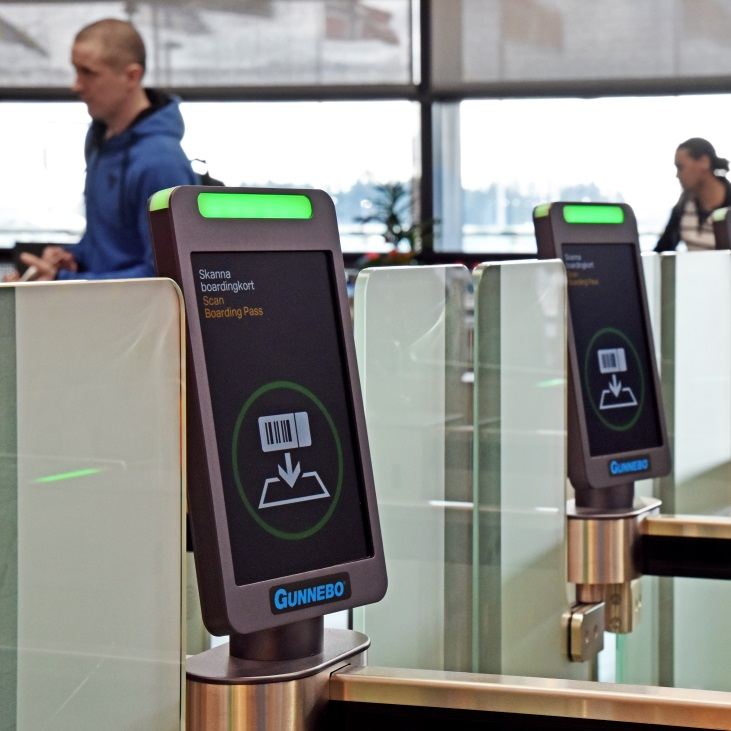 Skanna
boardingkort
Scan
Boarding Pass
GUNNEBO
Skanna
boardingkort
Scan
Boarding Pass
GUNNEBO